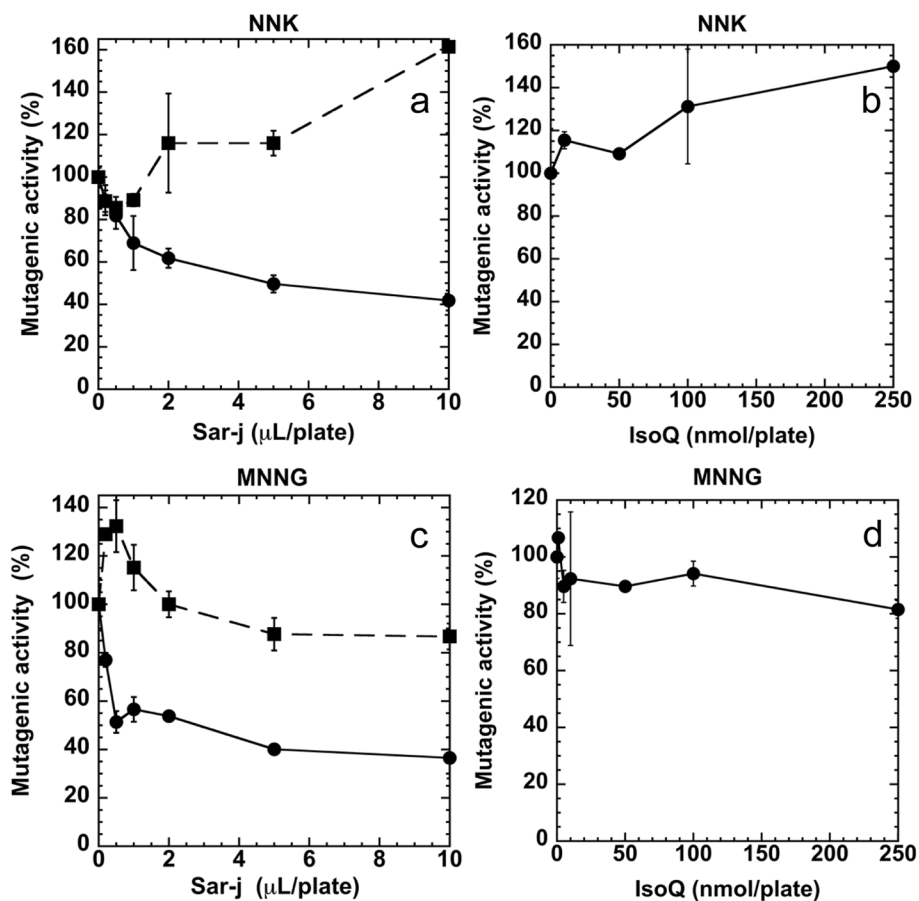 NNK
160
140
120
100
80
60
40
20
0
Mutagenic activity (%)
a
0 2 4 6 8 10
Sar-j (μL/plate)
NNK
160
140
120
100
80
60
40
20
0
Mutagenic activity (%)
b
0 50 100 150 200 250
IsoQ (nmol/plate)
MNNG
140
120
100
80
60
40
20
0
Mutagenic activity (%)
c
0 2 4 6 8 10
Sar-j (μL/plate)
MNNG
120
100
80
60
40
20
0
Mutagenic activity (%)
d
0 50 100 150 200 250
IsoQ (nmol/plate)